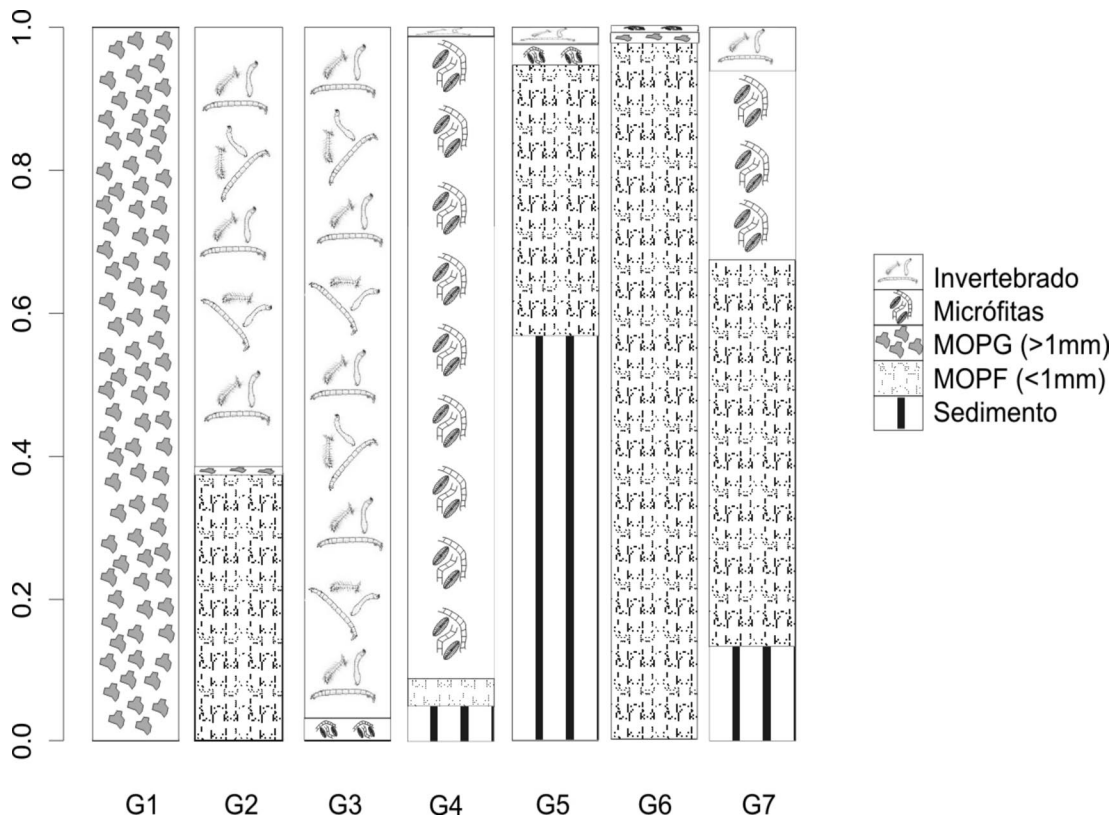 1.0
0.8
0.6
0.4
0.2
0.0
G1 G2 G3 G4 G5 G6 G7
Invertebrado
Micrófitas
MOPG (>1mm)
MOPF (<1mm)
Sedimento